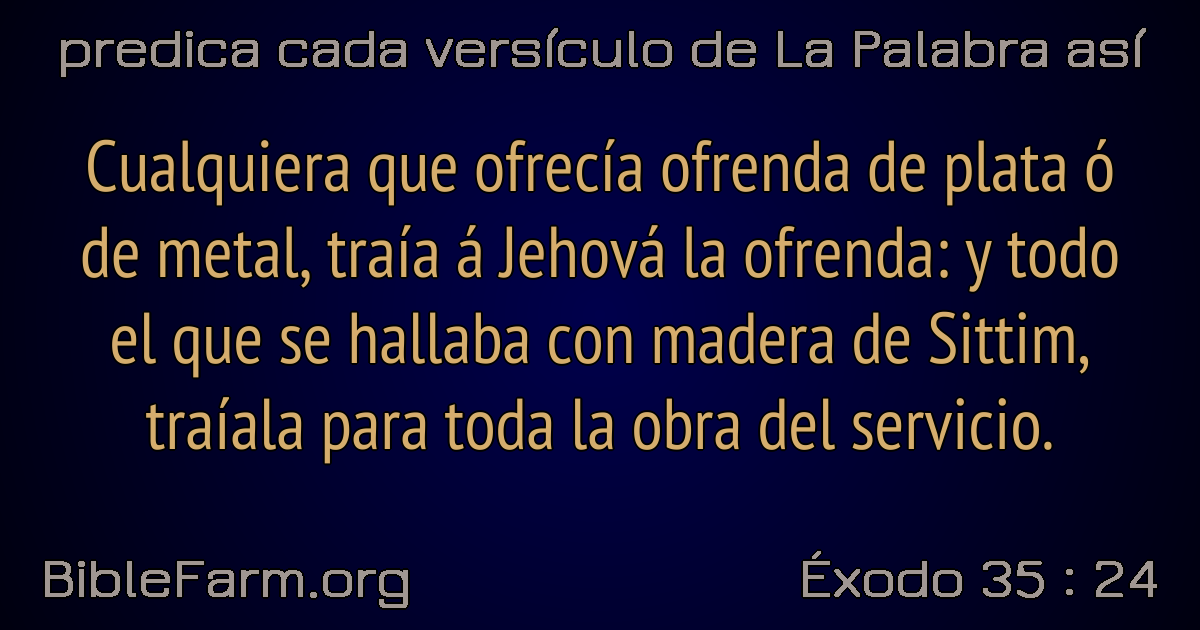 predica cada versículo de La Palabra así
Cualquiera que ofrecía ofrenda de plata ó
de metal, traía á Jehová la ofrenda: y todo
el que se hallaba con madera de Sittim,
traíala para toda la obra del servicio.
BibleFarm.org
Éxodo 35 : 24